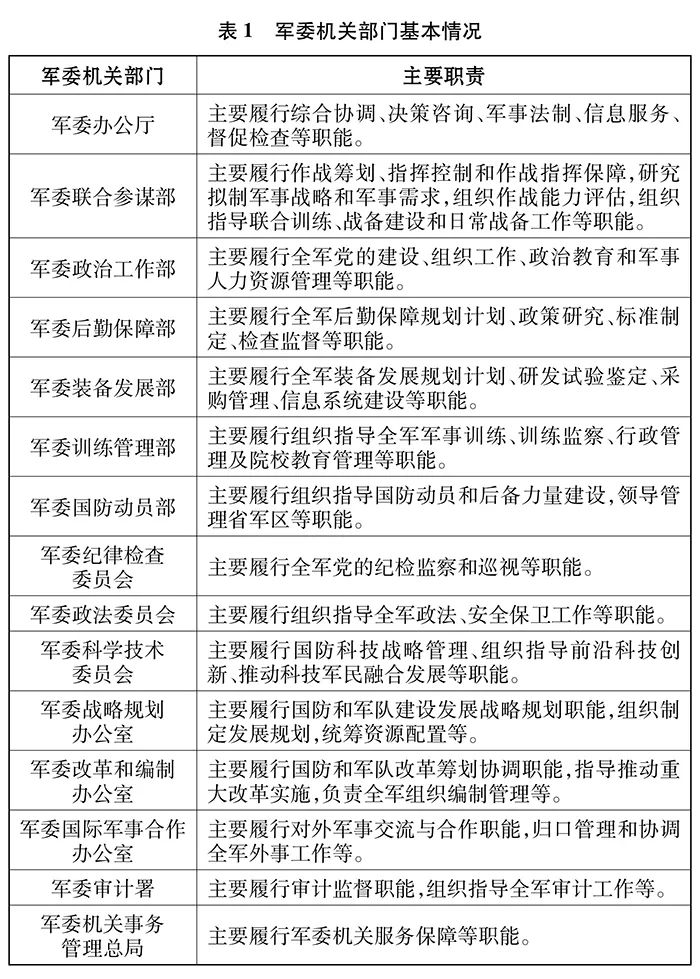 表1 军委机关部门基本情况
军委机关部门 主要职责
军委办公厅
主要履行综合协调、决策咨询、军事法制、信息服务、
督促检查等职能。
军委联合参谋部
主要履行作战筹划、指挥控制和作战指挥保障,研究
拟制军事战略和军事需求,组织作战能力评估,组织
指导联合训练、战备建设和日常战备工作等职能。
军委政治工作部
主要履行全军党的建设、组织工作、政治教育和军事
人力资源管理等职能。
军委后勤保障部
主要履行全军后勤保障规划计划、政策研究、标准制
定、检查监督等职能。
军委装备发展部
主要履行全军装备发展规划计划、研发试验鉴定、采
购管理、信息系统建设等职能。
军委训练管理部
主要履行组织指导全军军事训练、训练监察、行政管
理及院校教育管理等职能。
军委国防动员部
主要履行组织指导国防动员和后备力量建设,领导管
理省军区等职能。
军委纪律检查
委员会
主要履行全军党的纪检监察和巡视等职能。
军委政法委员会
主要履行组织指导全军政法、安全保卫工作等职能。
军委科学技术
委员会
主要履行国防科技战略管理、组织指导前沿科技创
新、推动科技军民融合发展等职能。
军委战略规划
办公室
主要履行国防和军队建设发展战略规划职能,组织制
定发展规划,统筹资源配置等。
军委改革和编制
办公室
主要履行国防和军队改革筹划协调职能,指导推动重
大改革实施,负责全军组织编制管理等。
军委国际军事合作
办公室
主要履行对外军事交流与合作职能,归口管理和协调
全军外事工作等。
军委审计署
主要履行审计监督职能,组织指导全军审计工作等。
军委机关事务
管理总局
主要履行军委机关服务保障等职能。